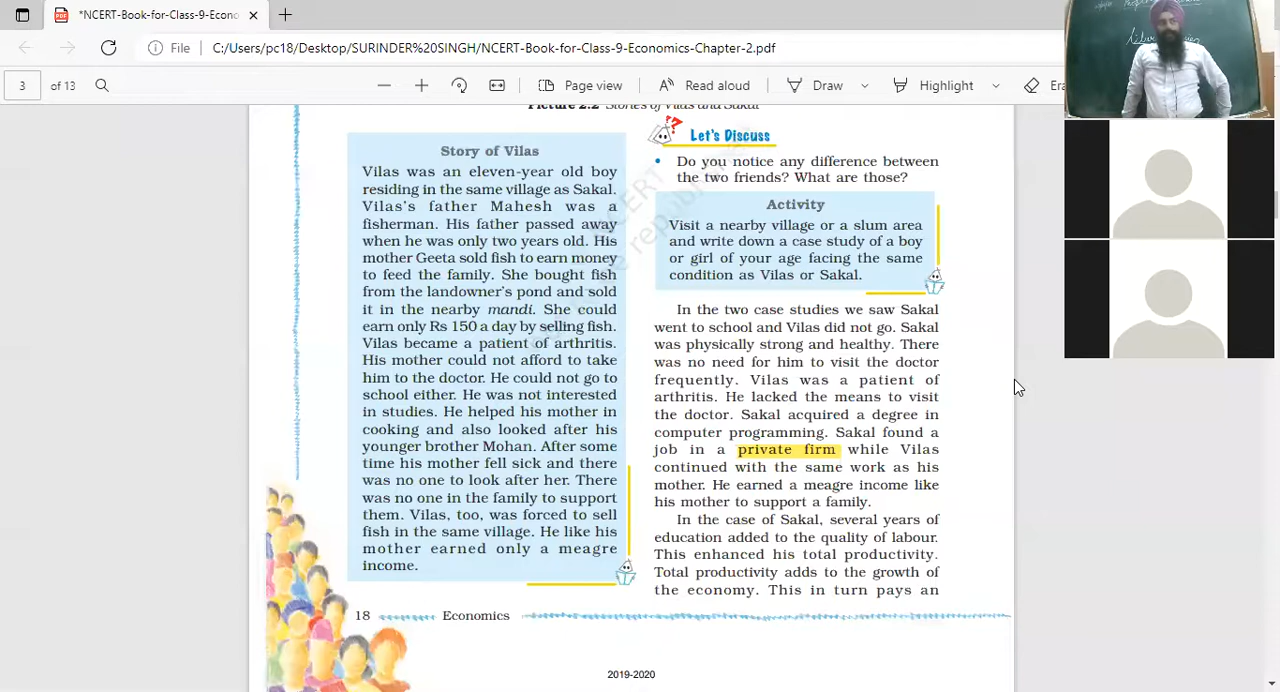 *NCERT-Book-for-Class-9-Econo
File
C:/Users/pc18/Desktop/SURINDER%20SINGH/NCERT-Book-for-Class-9-Economics-Chapter-2.pdf
3
of 13
Page view
Read aloud
Draw
Highlight
Era
Picture 2.2 Stories of Vilas and Sakal
Story of Vilas
Vilas was an eleven-year old boy
residing in the same village as Sakal.
Vilas's father Mahesh was a
fisherman. His father passed away
when he was only two years old. His
mother Geeta sold fish to earn money
to feed the family. She bought fish
from the landowner's pond and sold
it in the nearby mandi. She could
earn only Rs 150 a day by selling fish.
Vilas became a patient of arthritis.
His mother could not afford to take
him to the doctor. He could not go to
school either. He was not interested
in studies. He helped his mother in
cooking and also looked after his
younger brother Mohan. After some
time his mother fell sick and there
was no one to look after her. There
was no one in the family to support
them. Vilas, too, was forced to sell
fish in the same village. He like his
mother earned only a meagre
income.
Let's Discuss
• Do you notice any difference between
the two friends? What are those?
Activity
Visit a nearby village or a slum area
and write down a case study of a boy
or girl of your age facing the same
condition as Vilas or Sakal.
In the two case studies we saw Sakal
went to school and Vilas did not go. Sakal
was physically strong and healthy. There
was no need for him to visit the doctor
frequently. Vilas was a patient of
arthritis. He lacked the means to visit
the doctor. Sakal acquired a degree in
computer programming. Sakal found a
job in a private firm while Vilas
continued with the same work as his
mother. He earned a meagre income like
his mother to support a family.
In the case of Sakal, several years of
education added to the quality of labour.
This enhanced his total productivity.
Total productivity adds to the growth of
the economy. This in turn pays an
18
Economics
2019-2020